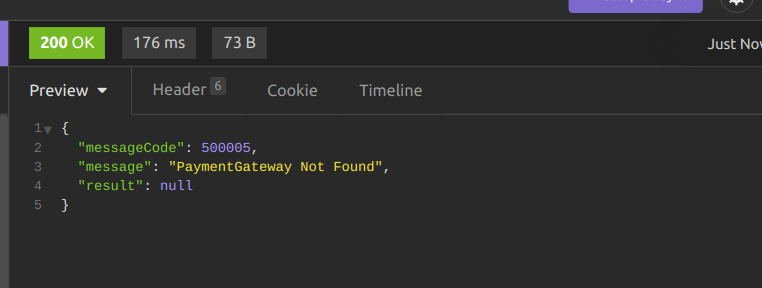 200 OK 176 ms 73 B Just Nov
Preview Header 6 Cookie Timeline
1 {
2 "messageCode": 500005,
3 "message": "PaymentGateway Not Found",
4 "result": null
5 }